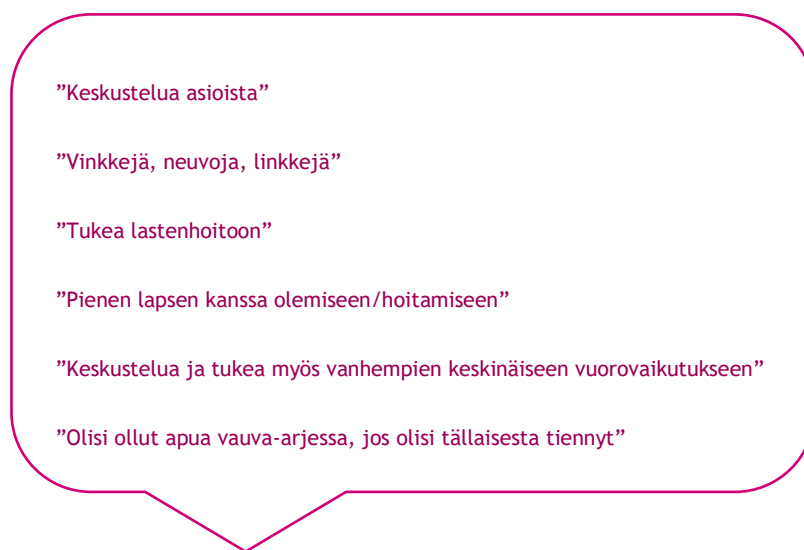 ”Keskustelua asioista”
”Vinkkejä, neuvoja, linkkejä”
”Tukea lastenhoitoon”
”Pienen lapsen kanssa olemiseen/hoitamiseen”
”Keskustelua ja tukea myös vanhempien keskinäiseen vuorovaikutukseen”
”Olisi ollut apua vauva-arjessa, jos olisi tällaisesta tiennyt”